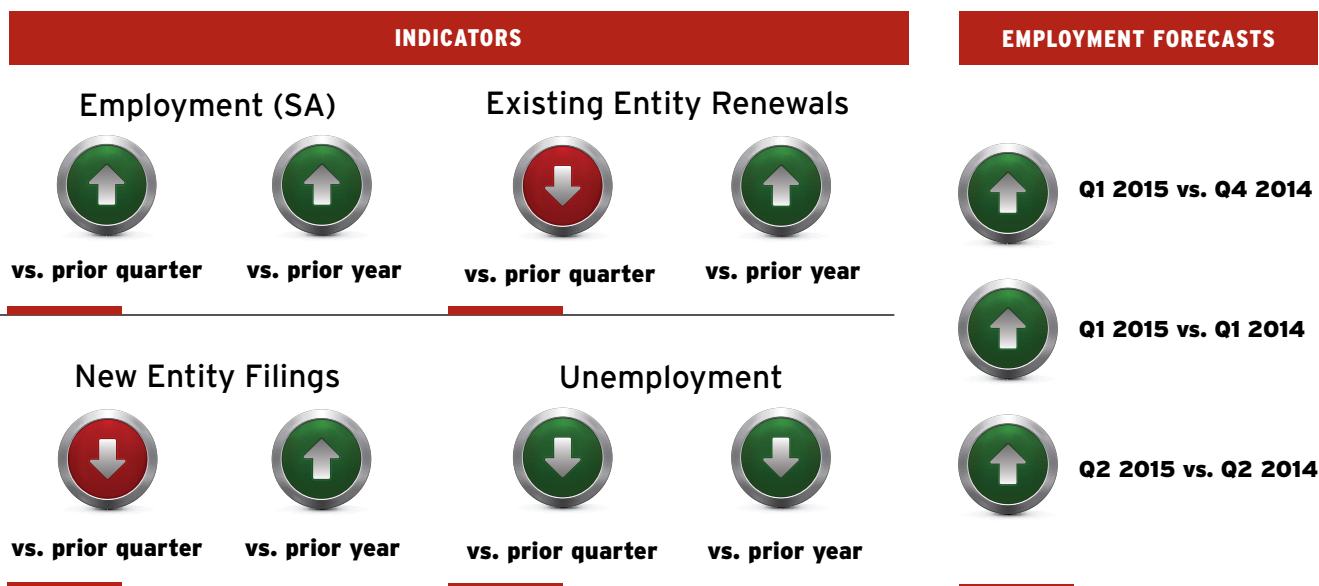 INDICATORS
Employment (SA)
vs. prior quarter
vs. prior year
Existing Entity Renewals
vs. prior quarter
vs. prior year
New Entity Filings
vs. prior quarter
vs. prior year
Unemployment
vs. prior quarter
vs. prior year
EMPLOYMENT FORECASTS
Q1 2015 vs. Q4 2014
Q1 2015 vs. Q1 2014
Q2 2015 vs. Q2 2014